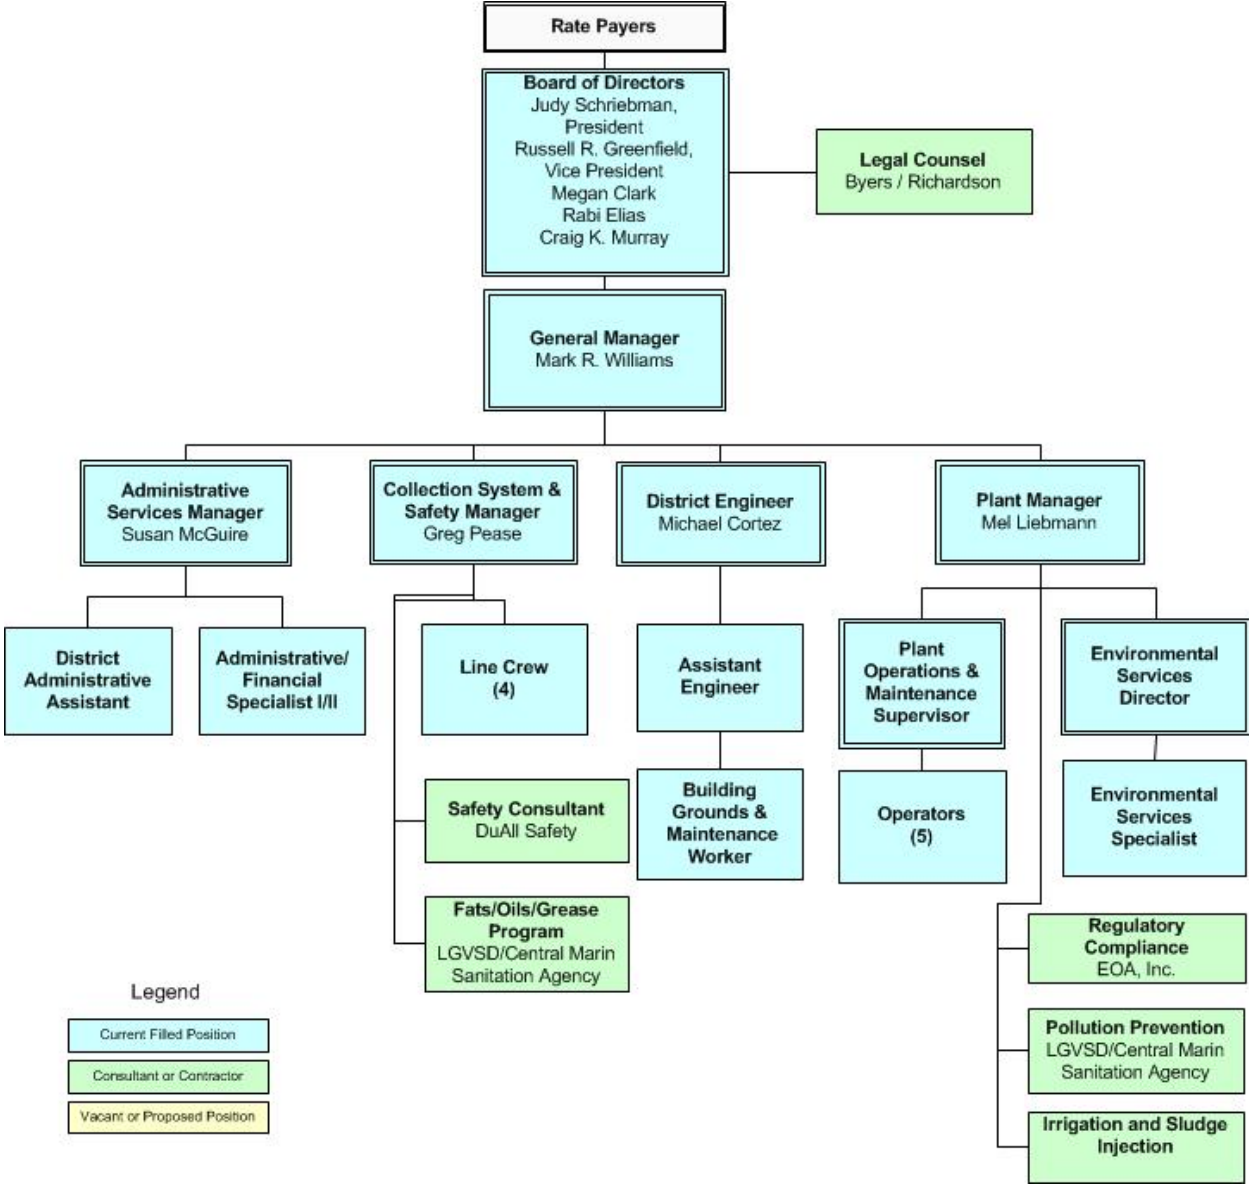 Rate Payers
Board of Directors
Judy Schriebman,
President
Russell R. Greenfield,
Vice President
Megan Clark
Rabi Elias
Craig K. Murray
Legal Counsel
Byers / Richardson
General Manager
Mark R. Williams
Administrative
Services Manager
Susan McGuire
Collection System &
Safety Manager
Greg Pease
District Engineer
Michael Cortez
Plant Manager
Mel Liebmann
District
Administrative
Assistant
Administrative/
Financial
Specialist I/II
Line Crew
(4)
Assistant
Engineer
Plant
Operations &
Maintenance
Supervisor
Environmental
Services
Director
Safety Consultant
DuAll Safety
Building
Grounds &
Maintenance
Worker
Operators
(5)
Environmental
Services
Specialist
Fats/Oils/Grease
Program
LGVSD/Central Marin
Sanitation Agency
Regulatory
Compliance
EOA, Inc.
Pollution Prevention
LGVSD/Central Marin
Sanitation Agency
Irrigation and Sludge
Injection
Legend
Current Filled Position
Consultant or Contractor
Vacant or Proposed Position